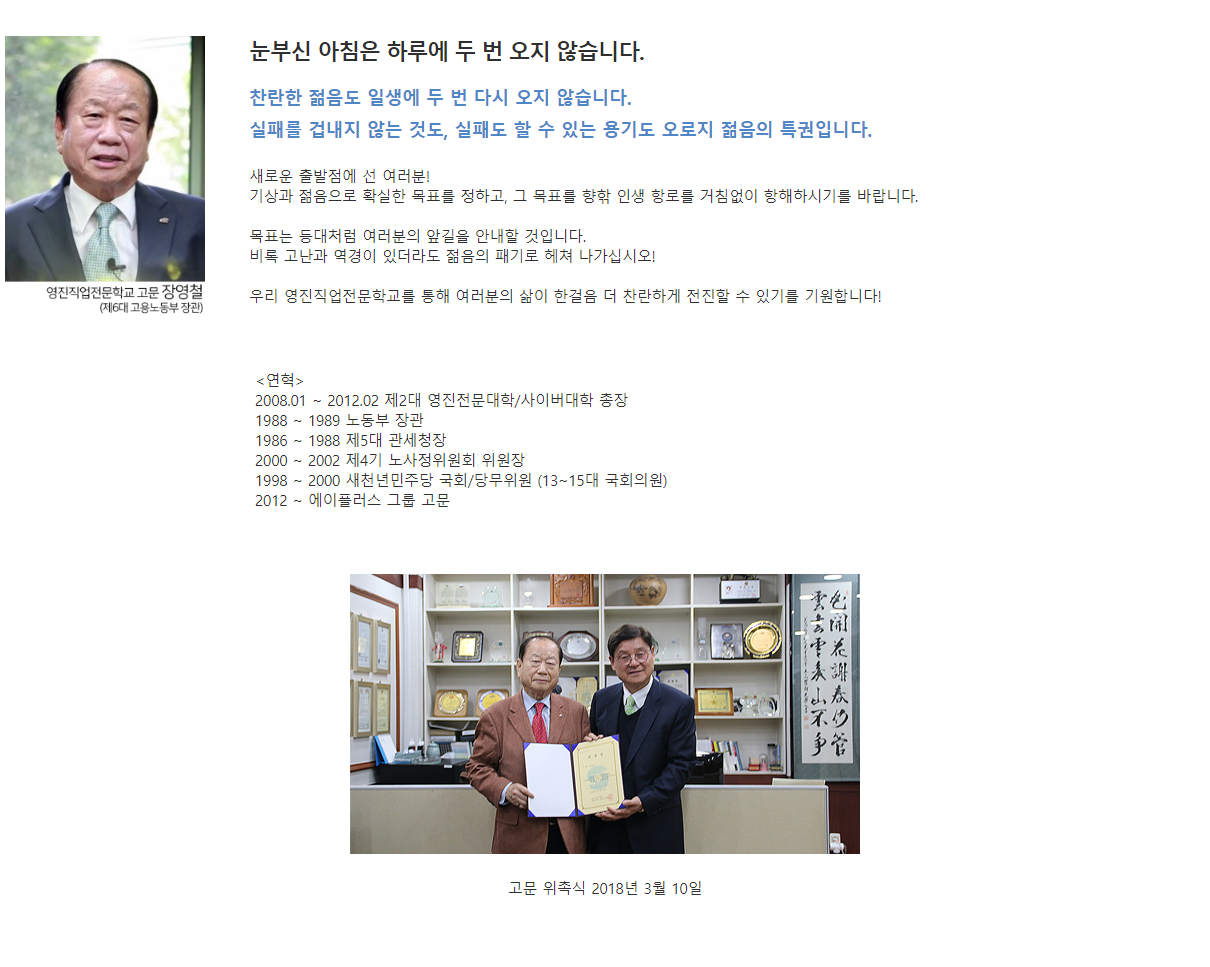 눈부신 아침은 하루에 두 번 오지 않습니다.
찬란한 젊음도 일생에 두 번 다시 오지 않습니다.
실패를 겁내지 않는 것도, 실패도 할 수 있는 용기도 오로지 젊음의 특권입니다.
새로운 출발점에 선 여러분!
기상과 젊음으로 확실한 목표를 정하고, 그 목표를 향핚 인생 항로를 거침없이 항해하시기를 바랍니다.
목표는 등대처럼 여러분의 앞길을 안내할 것입니다.
비록 고난과 역경이 있더라도 젊음의 패기로 헤쳐 나가십시오!
우리 영진직업전문학교를 통해 여러분의 삶이 한걸음 더 찬란하게 전진할 수 있기를 기원합니다!
영진직업전문학교 고문 장영철
(제6대 고용노동부 장관)
<연혁>
2008.01 ~ 2012.02 제2대 영진전문대학/사이버대학 총장
1988 ~ 1989 노동부 장관
1986 ~ 1988 제5대 관세청장
2000 ~ 2002 제4기 노사정위원회 위원장
1998 ~ 2000 새천년민주당 국회/당무위원 (13~15대 국회의원)
2012 ~ 에이플러스 그룹 고문
花開花謝春何管
雲去雲來山不爭
고문 위촉식 2018년 3월 10일